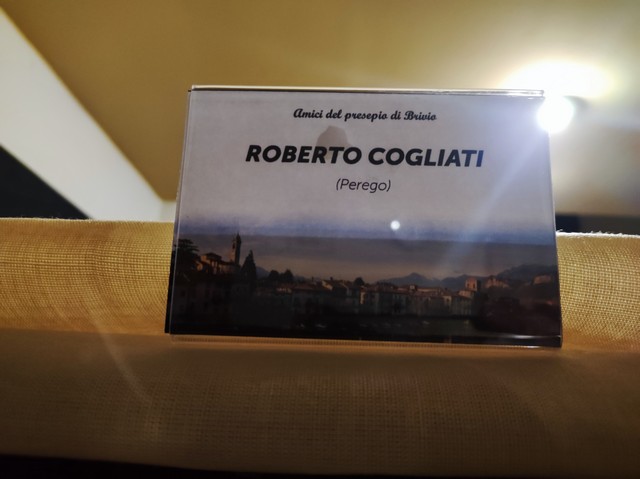 Amici del presepio di Brivio
ROBERTO COGLIATI
(Perego)